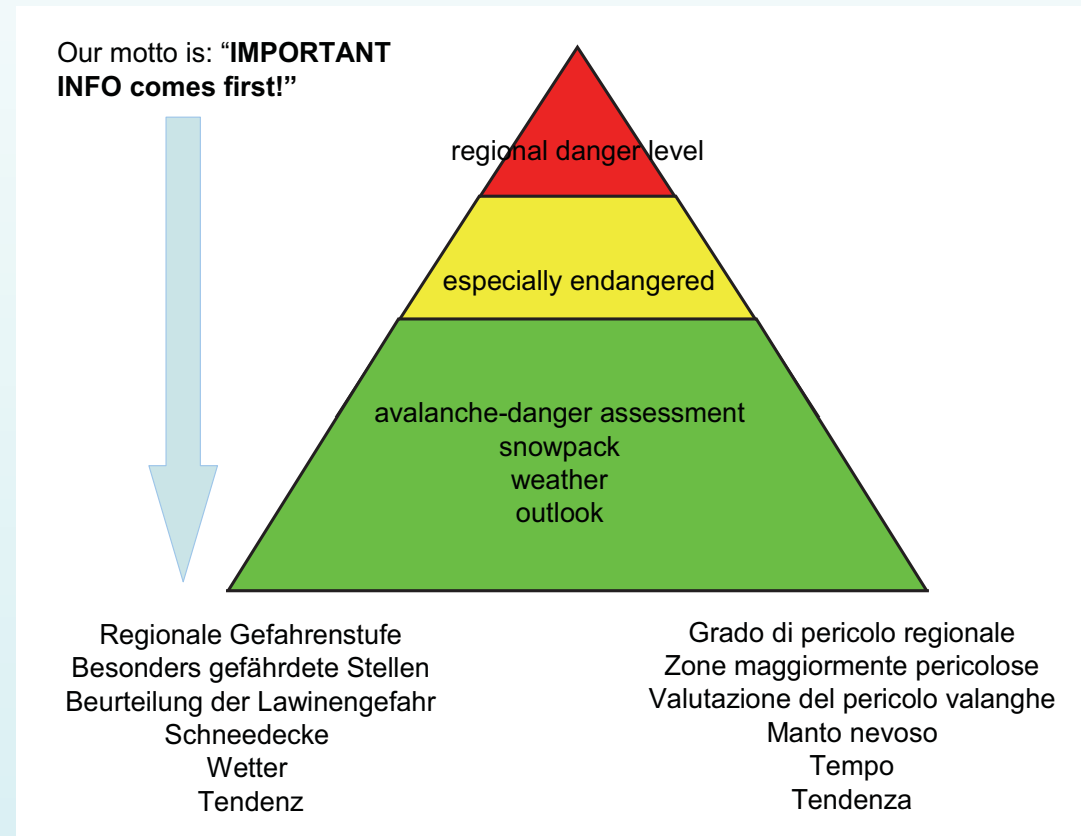 Our motto is: “IMPORTANT
INFO comes first!”
regional danger level
especially endangered
avalanche-danger assessment
snowpack
weather
outlook
Regionale Gefahrenstufe
Besonders gefährdete Stellen
Beurteilung der Lawinengefahr
Schneedecke
Wetter
Tendenz
Grado di pericolo regionale
Zone maggiormente pericolose
Valutazione del pericolo valanghe
Manto nevoso
Tempo
Tendenza